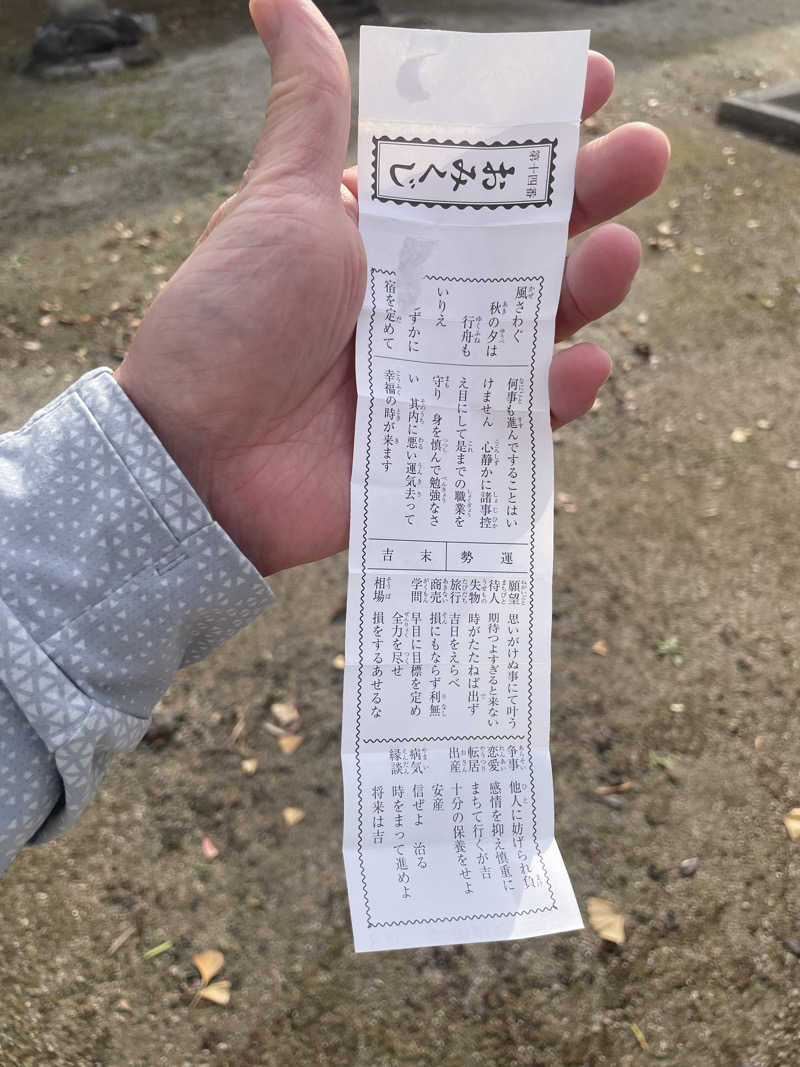 第十四番
おみくじ
風さわぐ
秋の夕は
行舟も
いりえ
ずかに
宿を定めて
何事も進んですることはい
けません 心静かに諸事控
え目にして是までの職業を
守り 身を慎んで勉強なさ
い 其内に悪い運気去って
幸福の時が来ます
運勢 末吉
願望 思いがけぬ事にて叶う
待人 期待つよすぎると来ない
失物 時がたたねば出ず
旅行 吉日をえらべ
商売 損にもならず利無
学問 早目に目標を定め
全力を尽せ
相場 損をするあせるな
争事 他人に妨げられ負
恋愛 感情を抑え慎重に
転居 まちて行くが吉
出産 十分の保養をせよ
安産
病気 信ぜよ 治る
縁談 時をまって進めよ
将来は吉